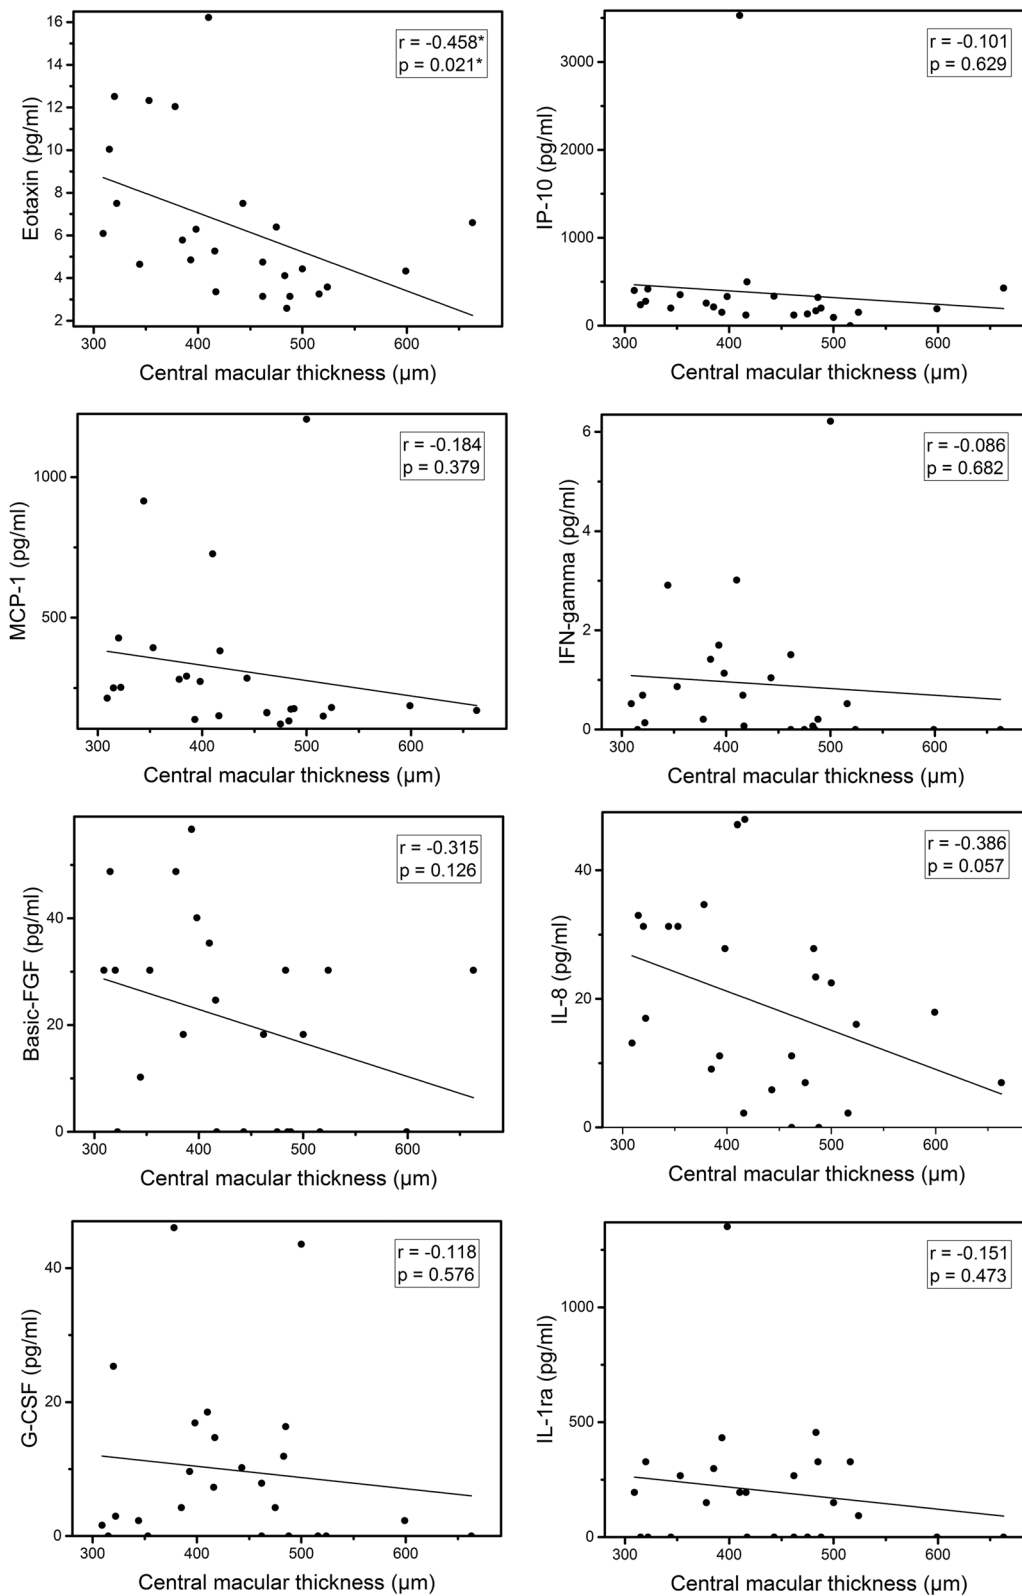 16
14
12
10
8
6
4
2
Eotaxin (pg/ml)
r = -0.458*
p = 0.021*
300 400 500 600
Central macular thickness (µm)
3000
2000
1000
0
IP-10 (pg/ml)
r = -0.101
p = 0.629
300 400 500 600
Central macular thickness (µm)
1000
500
MCP-1 (pg/ml)
r = -0.184
p = 0.379
300 400 500 600
Central macular thickness (µm)
6
4
2
0
IFN-gamma (pg/ml)
r = -0.086
p = 0.682
300 400 500 600
Central macular thickness (µm)
40
20
0
Basic-FGF (pg/ml)
r = -0.315
p = 0.126
300 400 500 600
Central macular thickness (µm)
40
20
0
IL-8 (pg/ml)
r = -0.386
p = 0.057
300 400 500 600
Central macular thickness (µm)
40
20
0
G-CSF (pg/ml)
r = -0.118
p = 0.576
300 400 500 600
Central macular thickness (µm)
1000
500
0
IL-1ra (pg/ml)
r = -0.151
p = 0.473
300 400 500 600
Central macular thickness (µm)